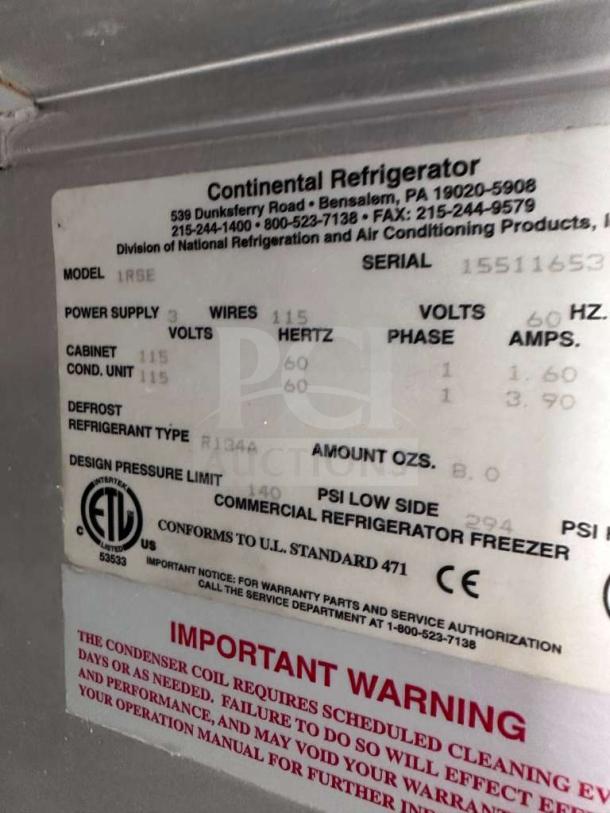 Continental Refrigerator
539 Dunksferry Road • Bensalem, PA 19020-5908
215-244-1400 • 800-523-7138 • FAX: 215-244-9579
Division of National Refrigeration and Air Conditioning Products,
MODEL 1RSE SERIAL 15511653
POWER SUPPLY 3 WIRES 115 VOLTS 60 HZ.
VOLTS HERTZ PHASE AMPS.
CABINET 115 60 1 1.60
COND. UNIT 115 60 1 3.90
DEFROST
REFRIGERANT TYPE R134A AMOUNT OZS. 8.0
DESIGN PRESSURE LIMIT 140 PSI LOW SIDE 294 PSI
COMMERCIAL REFRIGERATOR FREEZER
INTERTEK
ETL
LISTED
C US
53533
CONFORMS TO U.L. STANDARD 471 CE
IMPORTANT NOTICE: FOR WARRANTY PARTS AND SERVICE AUTHORIZATION
CALL THE SERVICE DEPARTMENT AT 1-800-523-7138
PCI
AUCTIONS
IMPORTANT WARNING
THE CONDENSER COIL REQUIRES SCHEDULED CLEANING EV
DAYS OR AS NEEDED. FAILURE TO DO SO WILL EFFECT
AND PERFORMANCE, AND MAY VOID YOUR WARRANT
YOUR OPERATION MANUAL FOR FURTHER